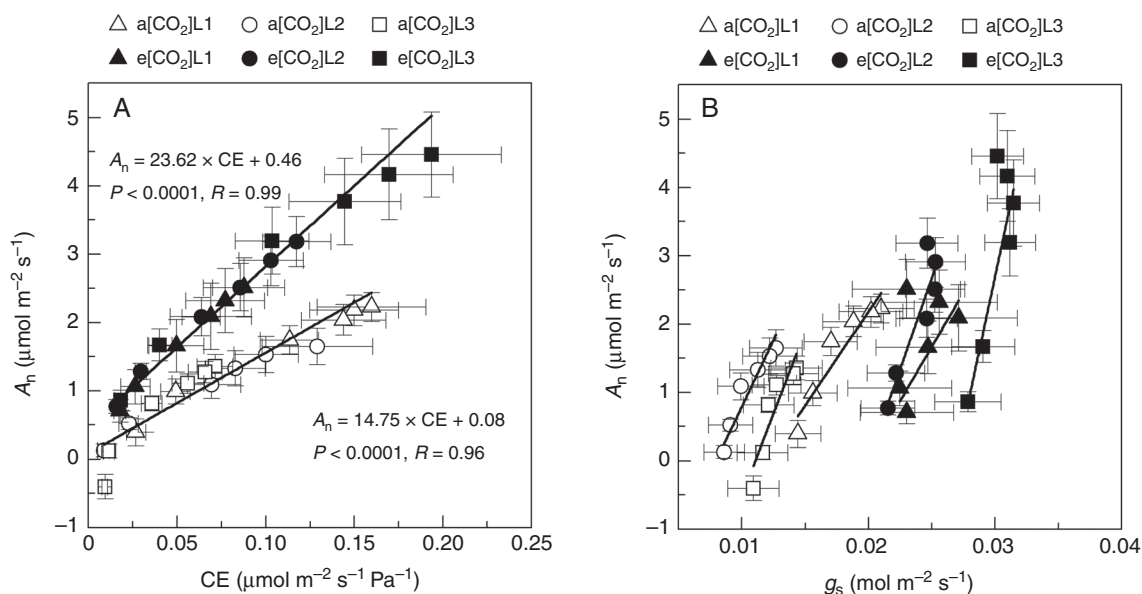 a[CO₂]L1 a[CO₂]L2 a[CO₂]L3
e[CO₂]L1 e[CO₂]L2 e[CO₂]L3
A
5
4
3
2
1
0
−1
Aₙ (μmol m⁻² s⁻¹)
Aₙ = 23.62 × CE + 0.46
P < 0.0001, R = 0.99
Aₙ = 14.75 × CE + 0.08
P < 0.0001, R = 0.96
0 0.05 0.10 0.15 0.20 0.25
CE (μmol m⁻² s⁻¹ Pa⁻¹)
a[CO₂]L1 a[CO₂]L2 a[CO₂]L3
e[CO₂]L1 e[CO₂]L2 e[CO₂]L3
B
5
4
3
2
1
0
−1
Aₙ (μmol m⁻² s⁻¹)
0.01 0.02 0.03 0.04
gₛ (mol m⁻² s⁻¹)